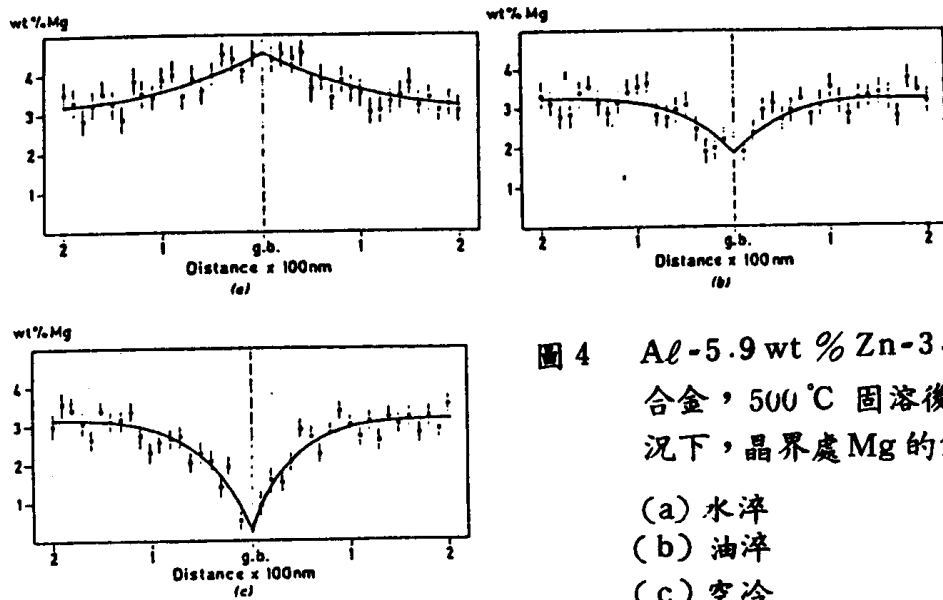 wt%Mg
4
3
2
1
2 1 g.b. 1 2
Distance x 100nm
(a)
wt%Mg
4
3
2
1
2 1 g.b. 1 2
Distance x 100nm
(b)
wt%Mg
4
3
2
1
2 1 g.b. 1 2
Distance x 100nm
(c)
圖 4 Aℓ-5.9 wt % Zn-3.
合金，500 ℃ 固溶後
況下，晶界處 Mg 的
(a) 水淬
(b) 油淬
(c) 空冷